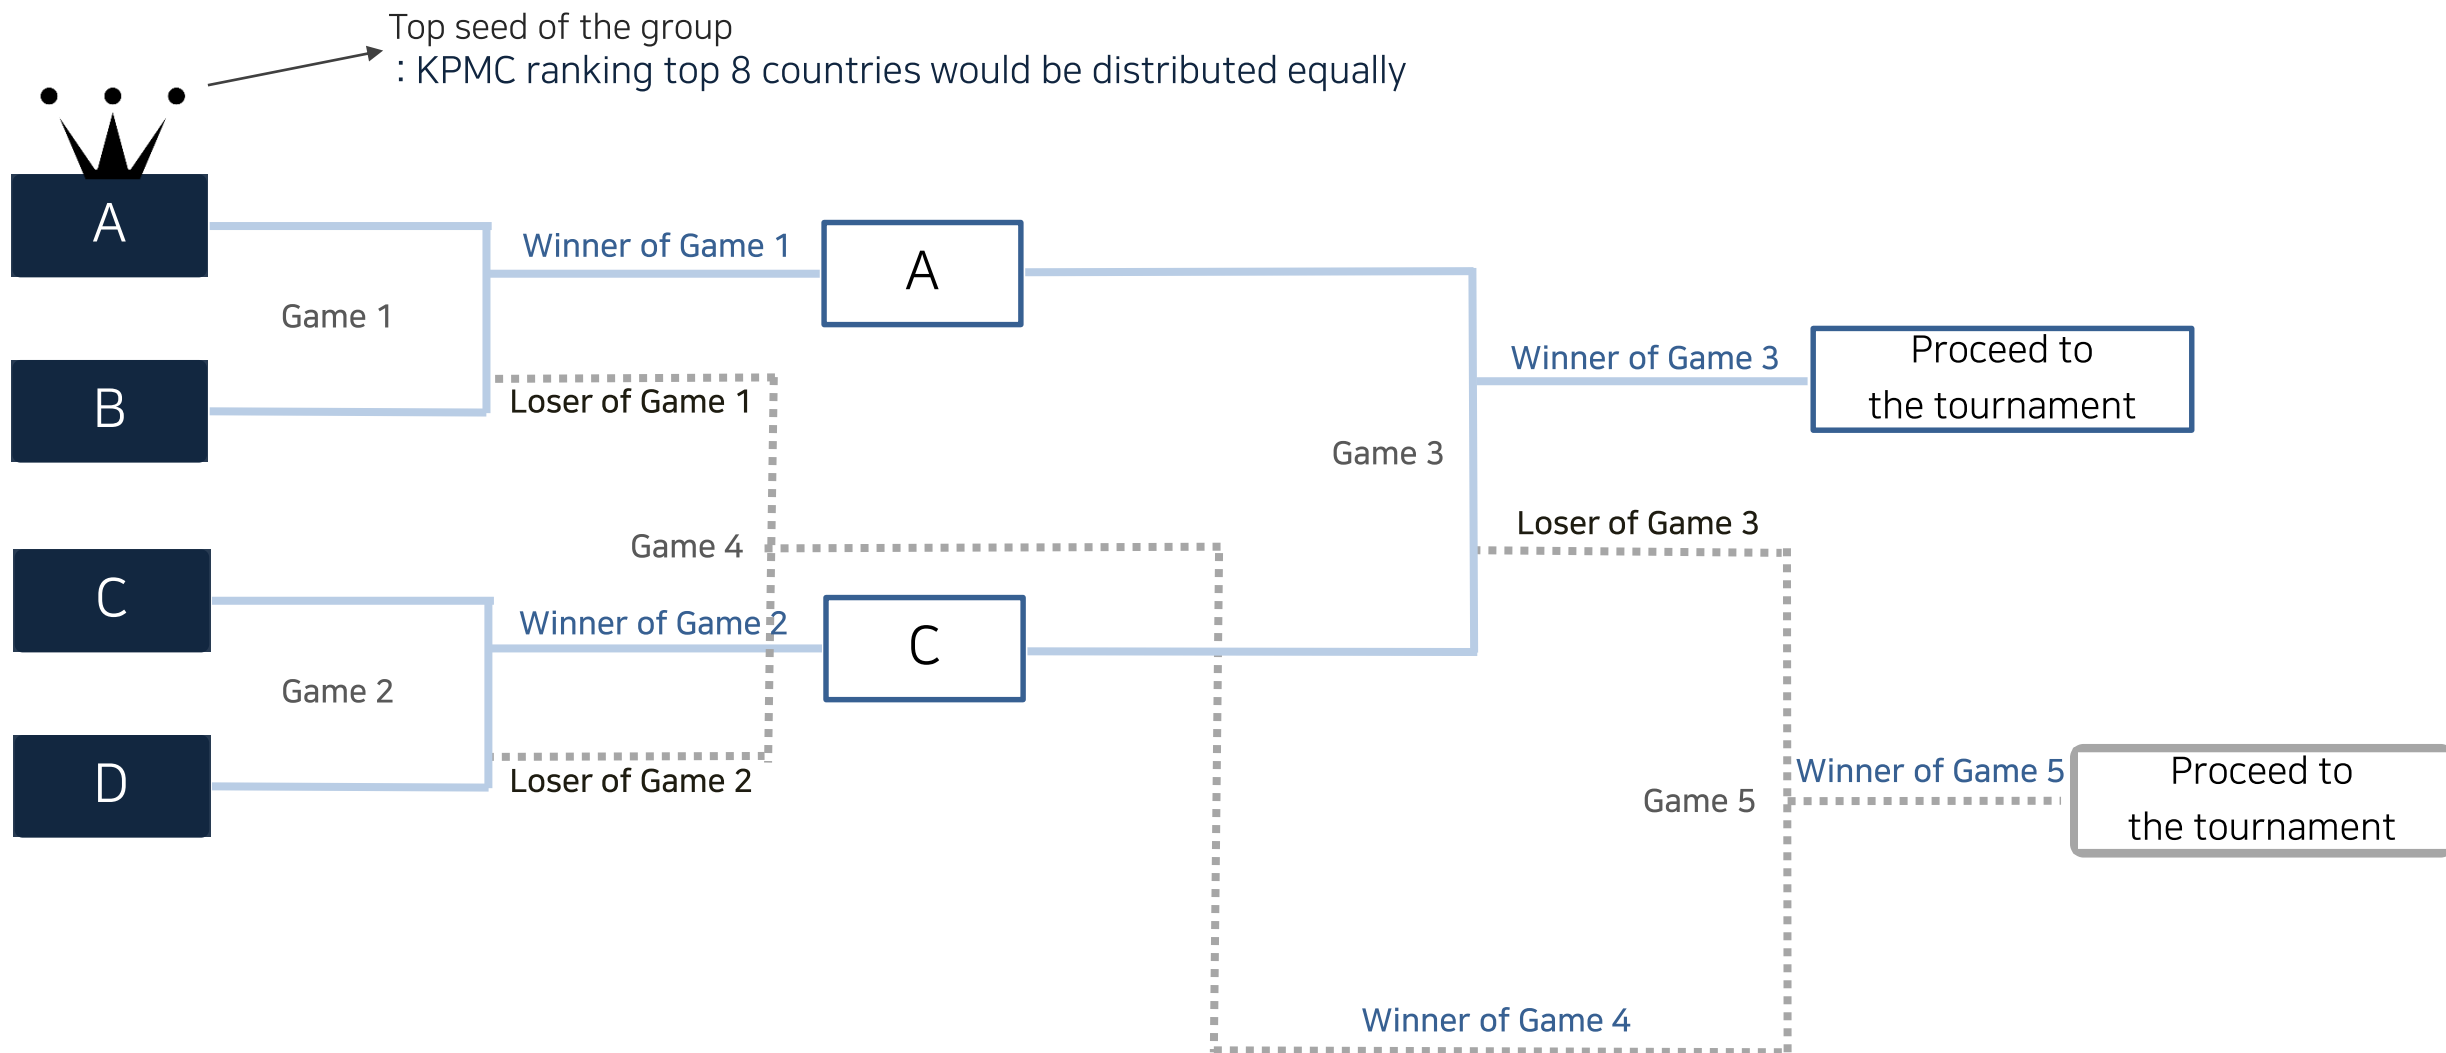 Top seed of the group
: KPMC ranking top 8 countries would be distributed equally
A
Winner of Game 1
A
Game 1
Winner of Game 3
Proceed to
the tournament
B
Loser of Game 1
Game 3
Loser of Game 3
Game 4
C
Winner of Game 2
C
Game 2
D
Loser of Game 2
Winner of Game 5
Proceed to
the tournament
Game 5
Winner of Game 4